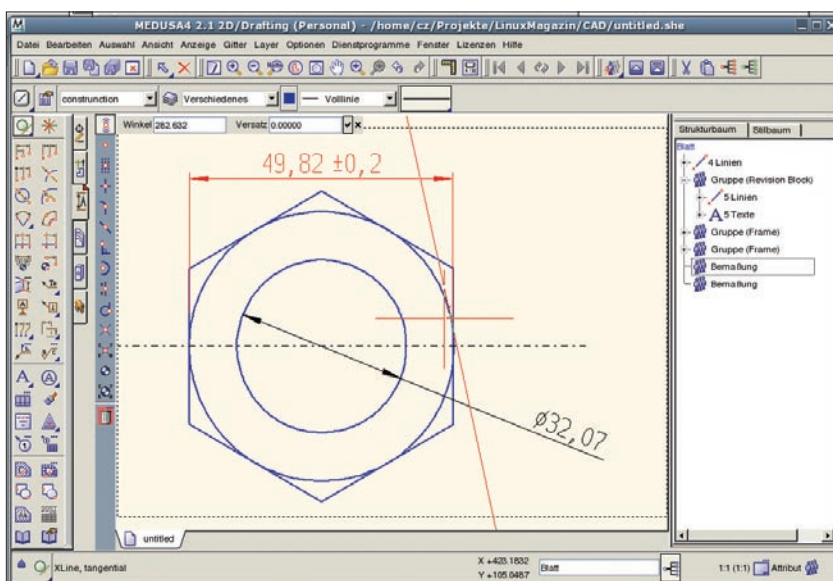 MEDUSA4 2.1 2D/Drafting (Personal) - /home/cz/Projekte/LinuxMagazin/CAD/untitled.she
Datei Bearbeiten Auswahl Ansicht Anzeige Gitter Layer Optionen Dienstprogramme Fenster Lizenzen Hilfe
construnction Verschiedenes Volllinie
Winkel 282.632 Versatz 0.00000
49,82 ±0,2
ø32,07
Strukturbaum Stilbaum
Blatt
4 Linien
Gruppe (Revision Block)
5 Linien
A 5 Texte
Gruppe (Frame)
Gruppe (Frame)
Bemaßung
Bemaßung
untitled
XLine, tangential
X +423.1832
Y +105.0487
Blatt
1:1 (1:1) Attribut